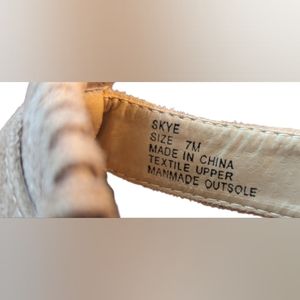 SKYE
SIZE 7M
MADE IN CHINA
TEXTILE UPPER
MANMADE OUTSOLE